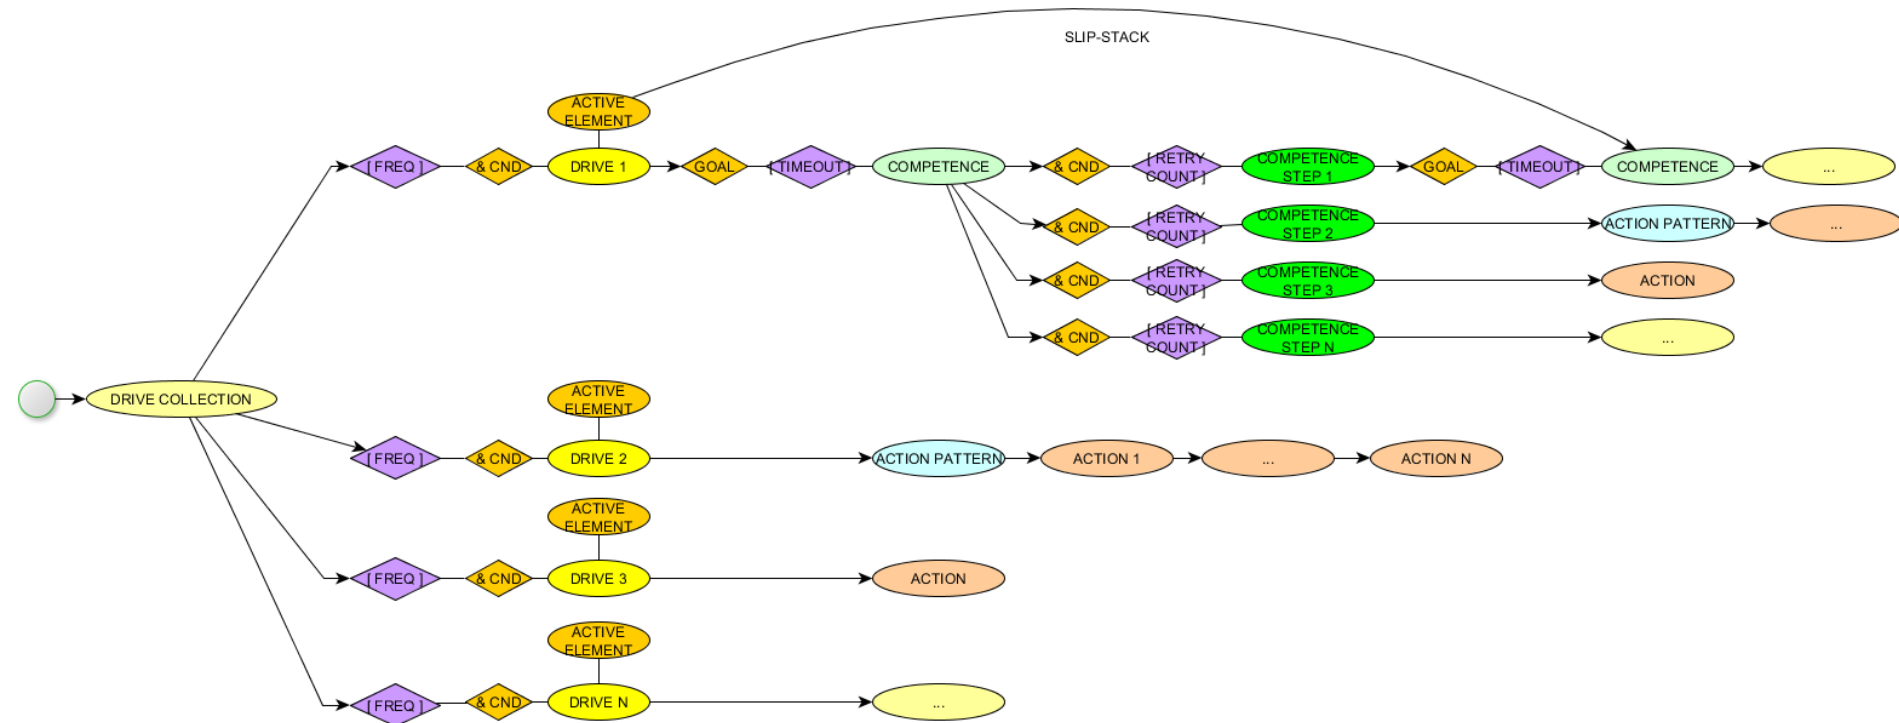 SLIP-STACK
ACTIVE
ELEMENT
[ FREQ ]
& CND
DRIVE 1
GOAL
[ TIMEOUT ]
COMPETENCE
& CND
[ RETRY
COUNT ]
COMPETENCE
STEP 1
GOAL
[ TIMEOUT ]
COMPETENCE
...
& CND
[ RETRY
COUNT ]
COMPETENCE
STEP 2
ACTION PATTERN
...
& CND
[ RETRY
COUNT ]
COMPETENCE
STEP 3
ACTION
& CND
[ RETRY
COUNT ]
COMPETENCE
STEP N
...
DRIVE COLLECTION
ACTIVE
ELEMENT
[ FREQ ]
& CND
DRIVE 2
ACTION PATTERN
ACTION 1
...
ACTION N
ACTIVE
ELEMENT
[ FREQ ]
& CND
DRIVE 3
ACTION
ACTIVE
ELEMENT
[ FREQ ]
& CND
DRIVE N
...